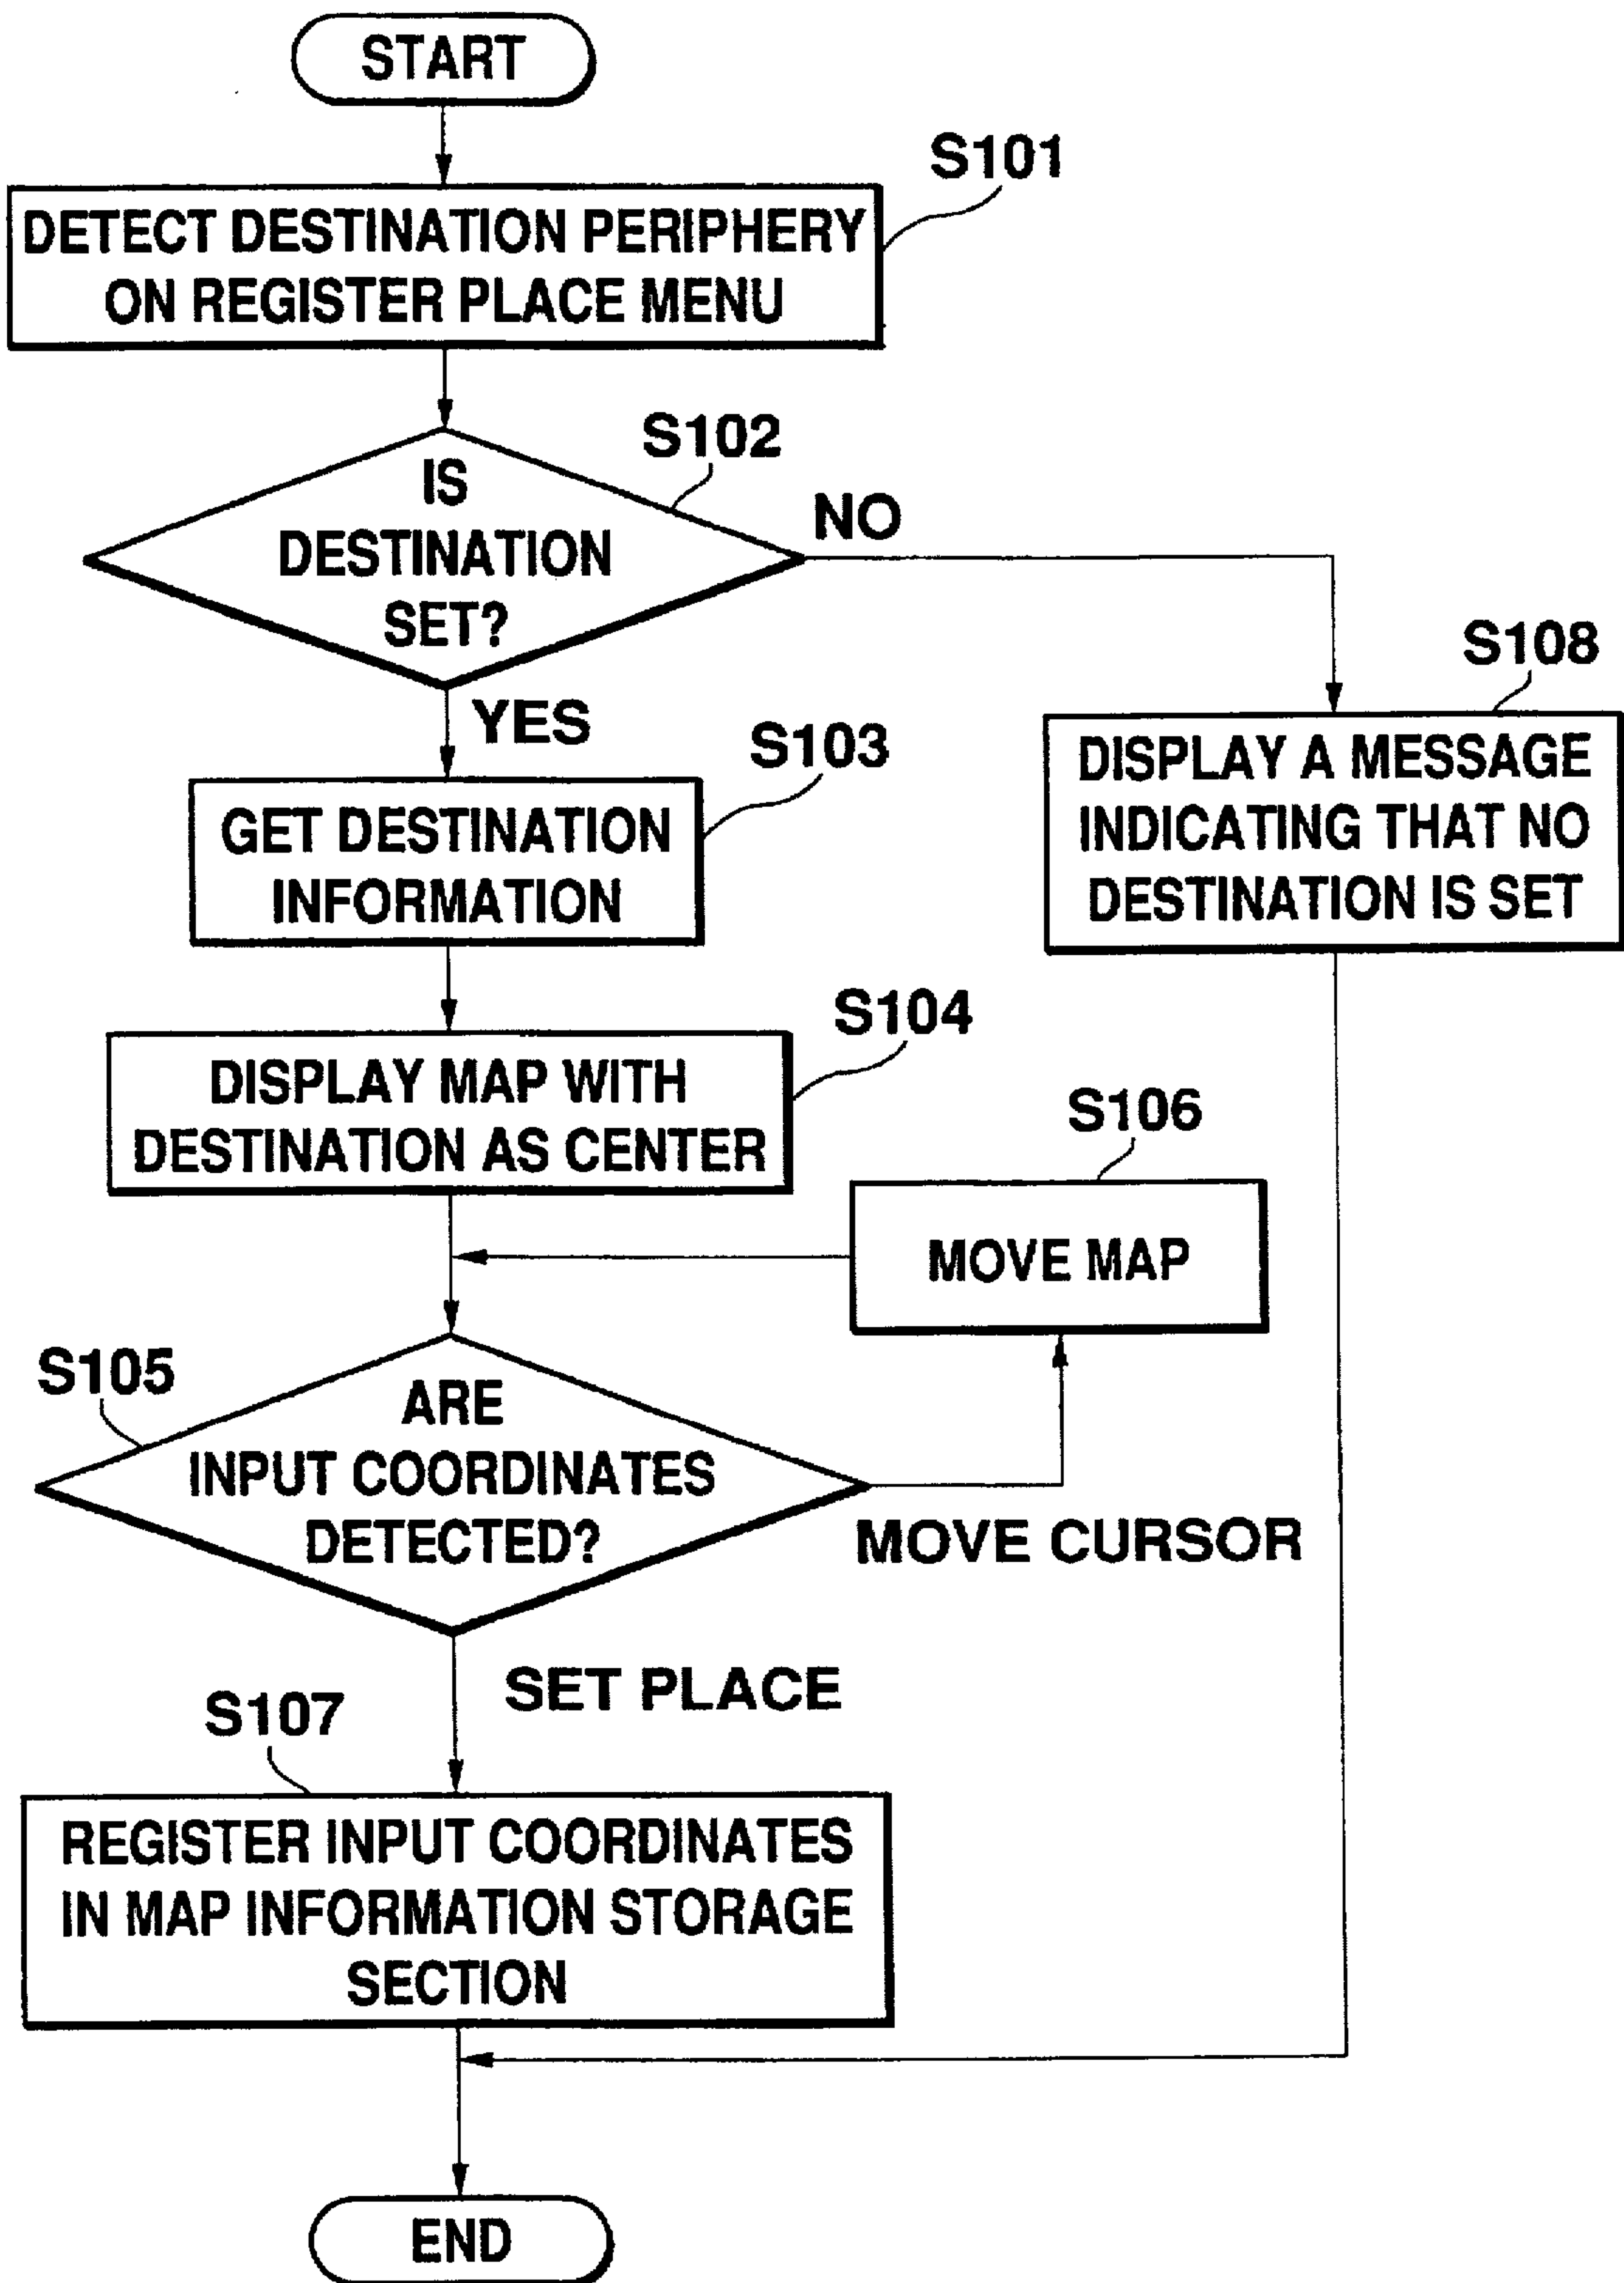 START
S101
DETECT DESTINATION PERIPHERY
ON REGISTER PLACE MENU
S102
IS
DESTINATION
SET?
NO
YES
S108
DISPLAY A MESSAGE
INDICATING THAT NO
DESTINATION IS SET
S103
GET DESTINATION
INFORMATION
S104
DISPLAY MAP WITH
DESTINATION AS CENTER
S106
MOVE MAP
S105
ARE
INPUT COORDINATES
DETECTED?
MOVE CURSOR
SET PLACE
S107
REGISTER INPUT COORDINATES
IN MAP INFORMATION STORAGE
SECTION
END